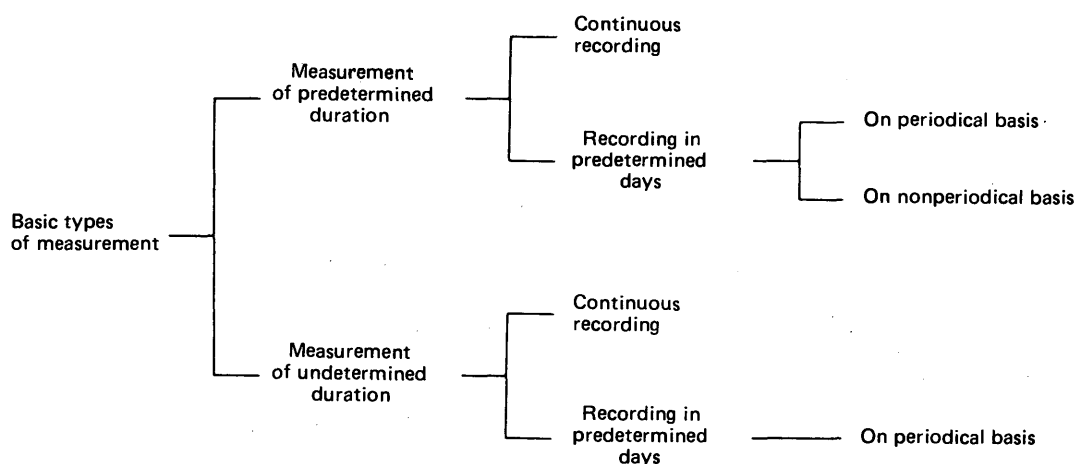 Basic types
of measurement
Measurement
of predetermined
duration
Continuous
recording
Recording in
predetermined
days
On periodical basis
On nonperiodical basis
Measurement
of undetermined
duration
Continuous
recording
Recording in
predetermined
days
On periodical basis